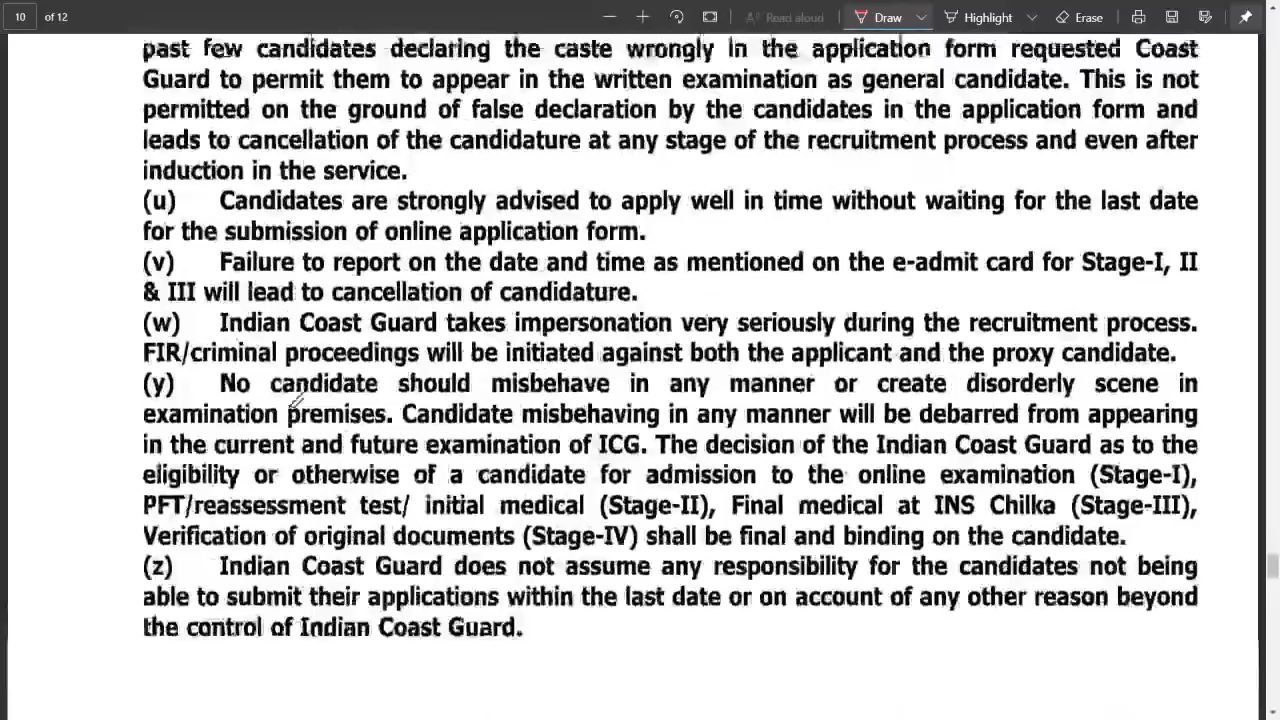 10 of 12 Read aloud Draw Highlight Erase
past few candidates declaring the caste wrongly in the application form requested Coast
Guard to permit them to appear in the written examination as general candidate. This is not
permitted on the ground of false declaration by the candidates in the application form and
leads to cancellation of the candidature at any stage of the recruitment process and even after
induction in the service.
(u) Candidates are strongly advised to apply well in time without waiting for the last date
for the submission of online application form.
(v) Failure to report on the date and time as mentioned on the e-admit card for Stage-I, II
& III will lead to cancellation of candidature.
(w) Indian Coast Guard takes impersonation very seriously during the recruitment process.
FIR/criminal proceedings will be initiated against both the applicant and the proxy candidate.
(y) No candidate should misbehave in any manner or create disorderly scene in
examination premises. Candidate misbehaving in any manner will be debarred from appearing
in the current and future examination of ICG. The decision of the Indian Coast Guard as to the
eligibility or otherwise of a candidate for admission to the online examination (Stage-I),
PFT/reassessment test/ initial medical (Stage-II), Final medical at INS Chilka (Stage-III),
Verification of original documents (Stage-IV) shall be final and binding on the candidate.
(z) Indian Coast Guard does not assume any responsibility for the candidates not being
able to submit their applications within the last date or on account of any other reason beyond
the control of Indian Coast Guard.